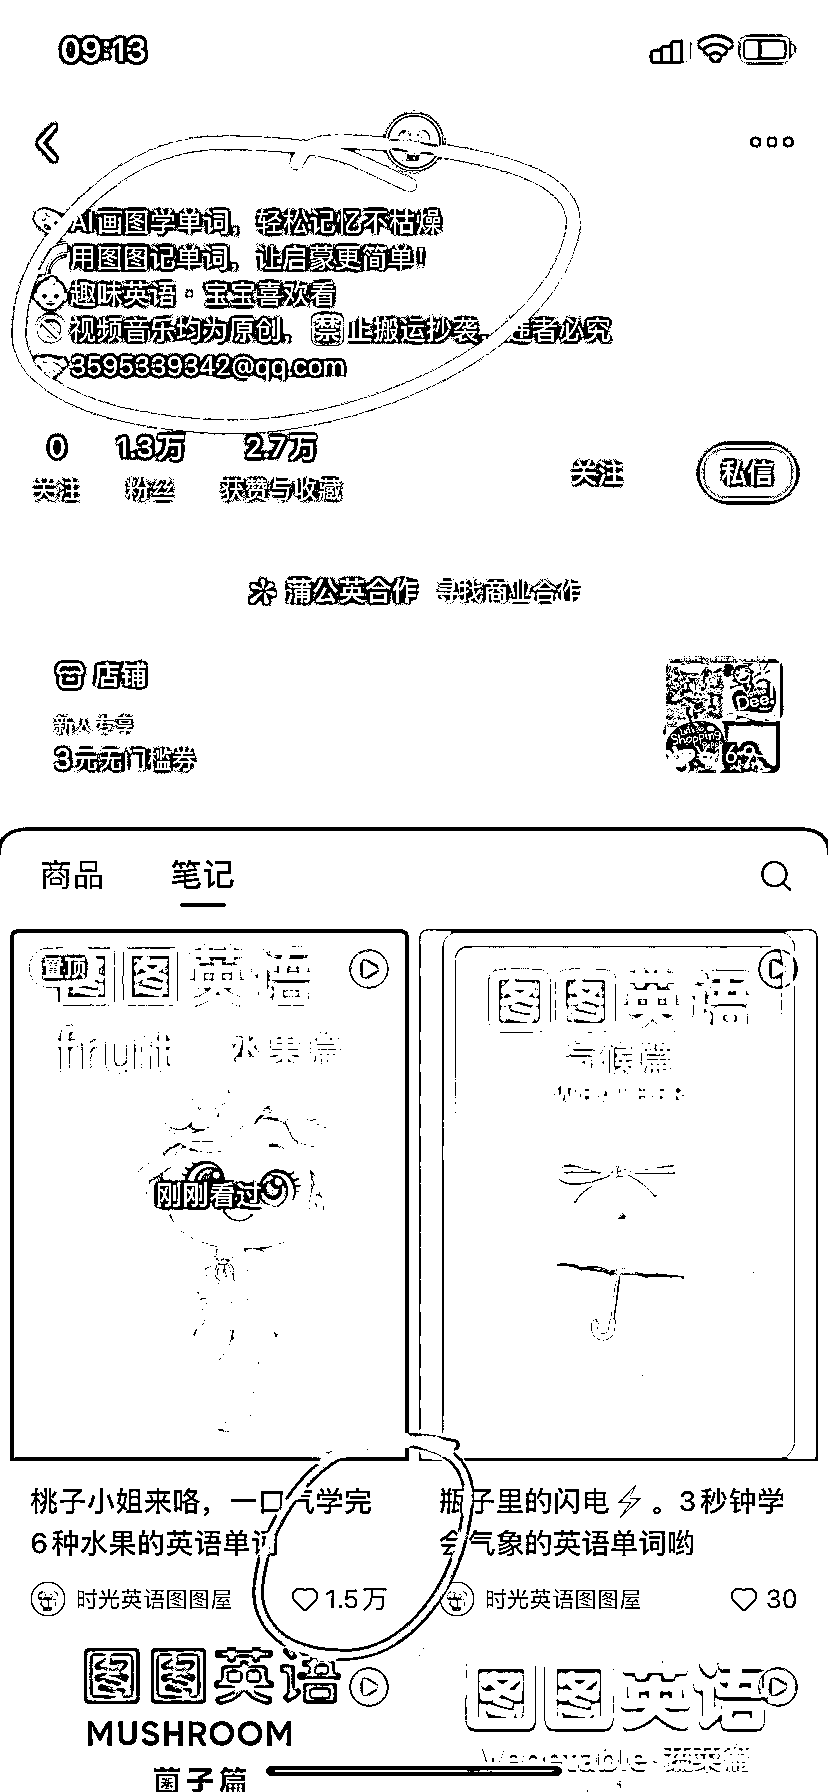 09:13
AI画图学单词，轻松记忆不枯燥
用图图记单词，让启蒙更简单！
趣味英语。宝宝喜欢看
视频音乐均为原创，禁止搬运抄袭，违者必究
3595339342@qq.com
0 1.3万 2.7万
关注 粉丝 获赞与收藏 关注 私信
蒲公英合作 寻找商业合作
店铺
新人专享
3元无门槛券
Dee!
Shopping
商品 笔记
置顶 图图英语
fruit 水果篇
刚刚看过
桃子小姐来咯，一口气学完
6种水果的英语单词
时光英语图图屋 1.5万
图图英语
气候篇
瓶子里的闪电⚡。3秒钟学
会气象的英语单词哟
时光英语图图屋 30
图图英语
MUSHROOM
菌子篇
图图英语
Vegetable 蔬菜篇